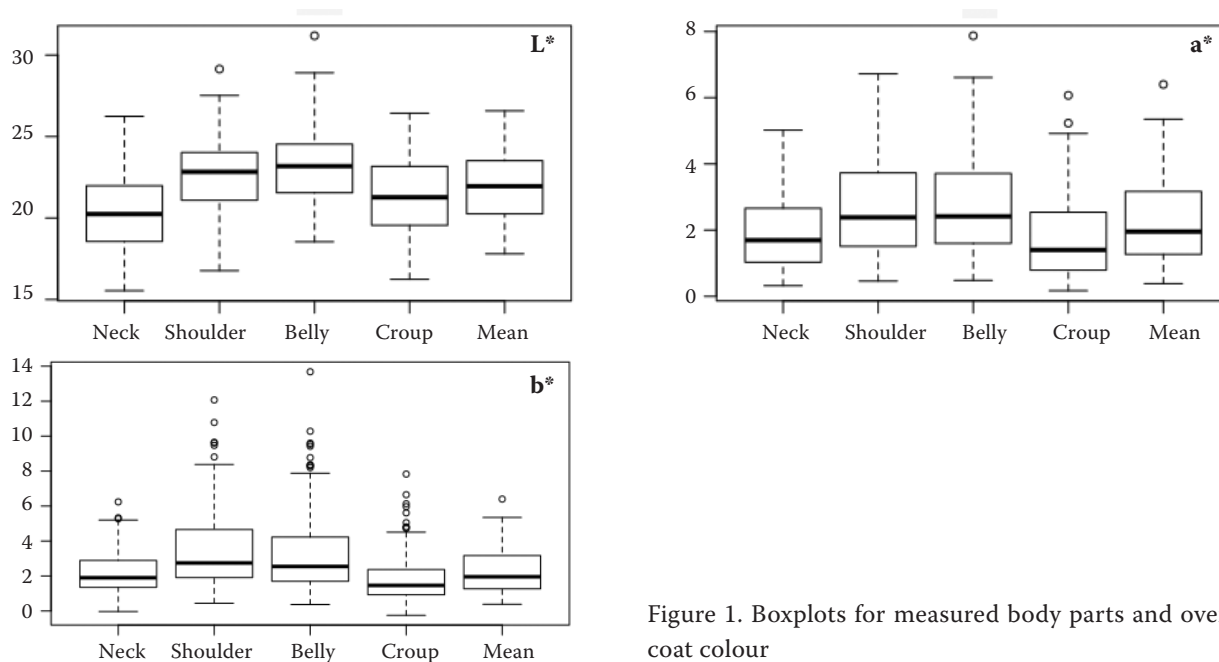 L*
30
25
20
15
Neck Shoulder Belly Croup Mean
a*
8
6
4
2
0
Neck Shoulder Belly Croup Mean
b*
14
12
10
8
6
4
2
0
Neck Shoulder Belly Croup Mean
Figure 1. Boxplots for measured body parts and ove
coat colour